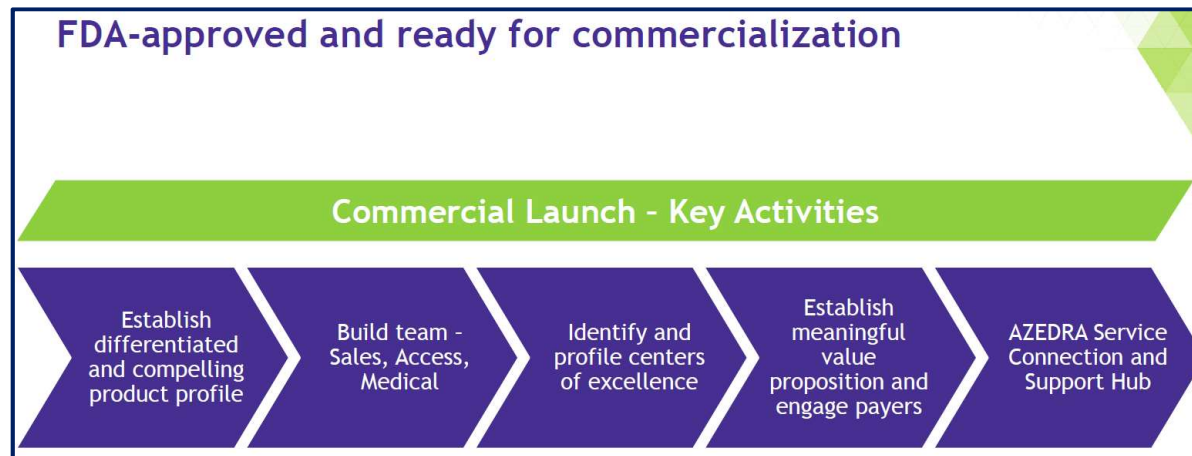 FDA-approved and ready for commercialization
Commercial Launch - Key Activities
Establish
differentiated
and compelling
product profile
Build team -
Sales, Access,
Medical
Identify and
profile centers
of excellence
Establish
meaningful
value
proposition and
engage payers
AZEDRA Service
Connection and
Support Hub